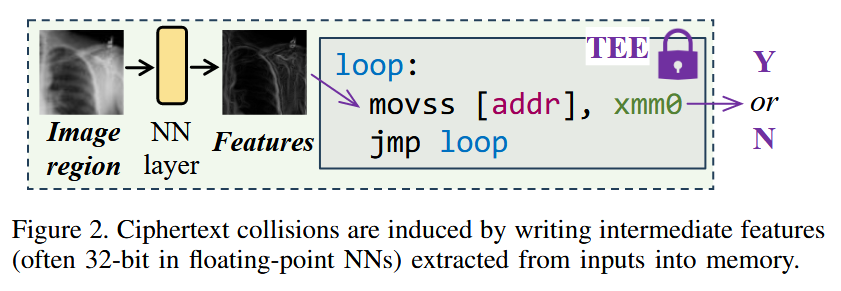 TEE
loop:
movss [addr], xmm0
jmp loop
Image region
NN layer
Features
Y
or
N
Figure 2. Ciphertext collisions are induced by writing intermediate features
(often 32-bit in floating-point NNs) extracted from inputs into memory.